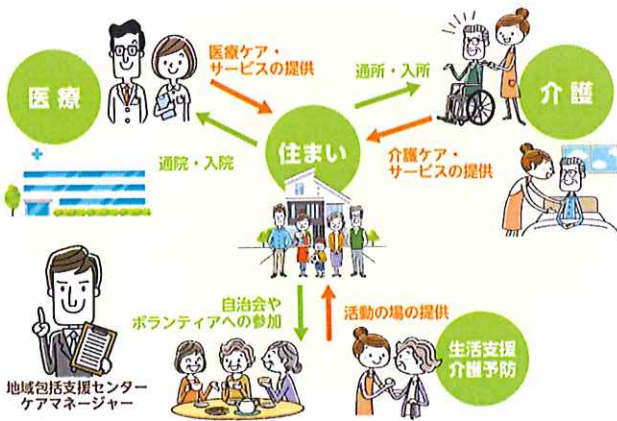 医療
医療ケア・
サービスの提供
通所・入所
介護
通院・入院
住まい
介護ケア・
サービスの提供
自治会や
ボランティアへの参加
活動の場の提供
生活支援
介護予防
地域包括支援センター
ケアマネージャー